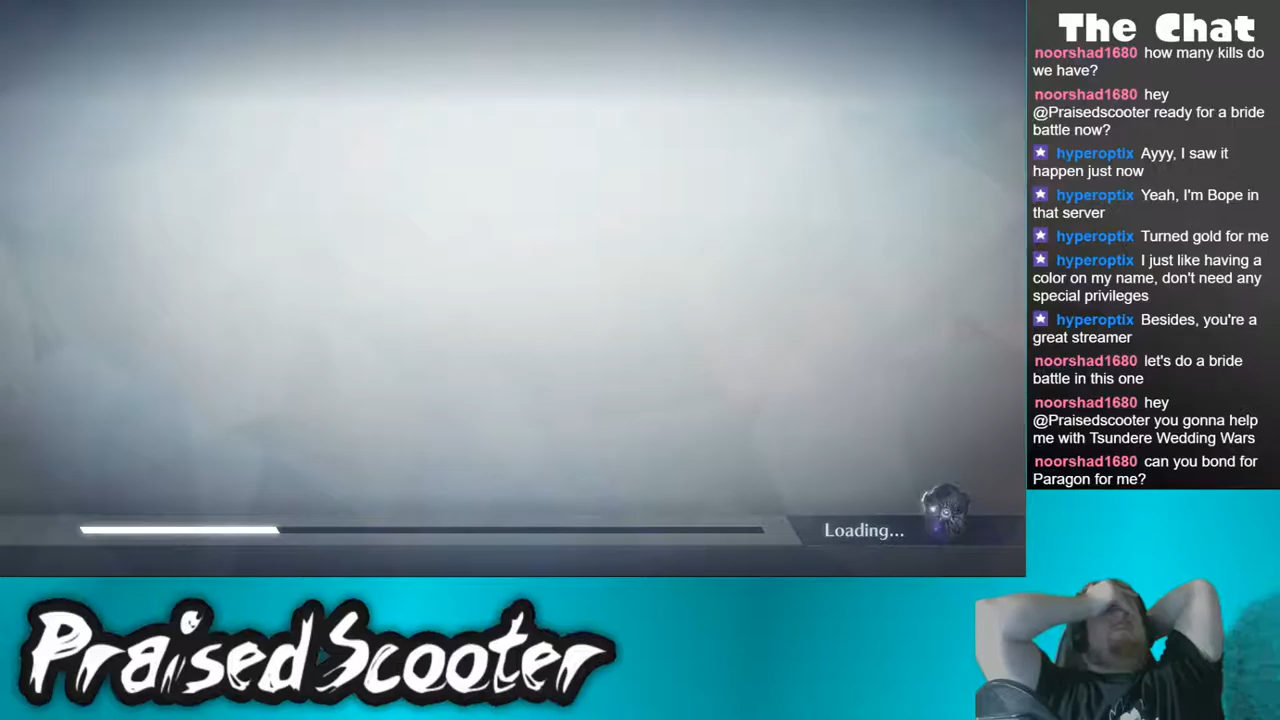 The Chat
noorshad1680 how many kills do
we have?
noorshad1680 hey
@Praisedscooter ready for a bride
battle now?
hyperoptix Ayyy, I saw it
happen just now
hyperoptix Yeah, I'm Bope in
that server
hyperoptix Turned gold for me
hyperoptix I just like having a
color on my name, don't need any
special privileges
hyperoptix Besides, you're a
great streamer
noorshad1680 let's do a bride
battle in this one
noorshad1680 hey
@Praisedscooter you gonna help
me with Tsundere Wedding Wars
noorshad1680 can you bond for
Paragon for me?
Loading...
PraisedScooter